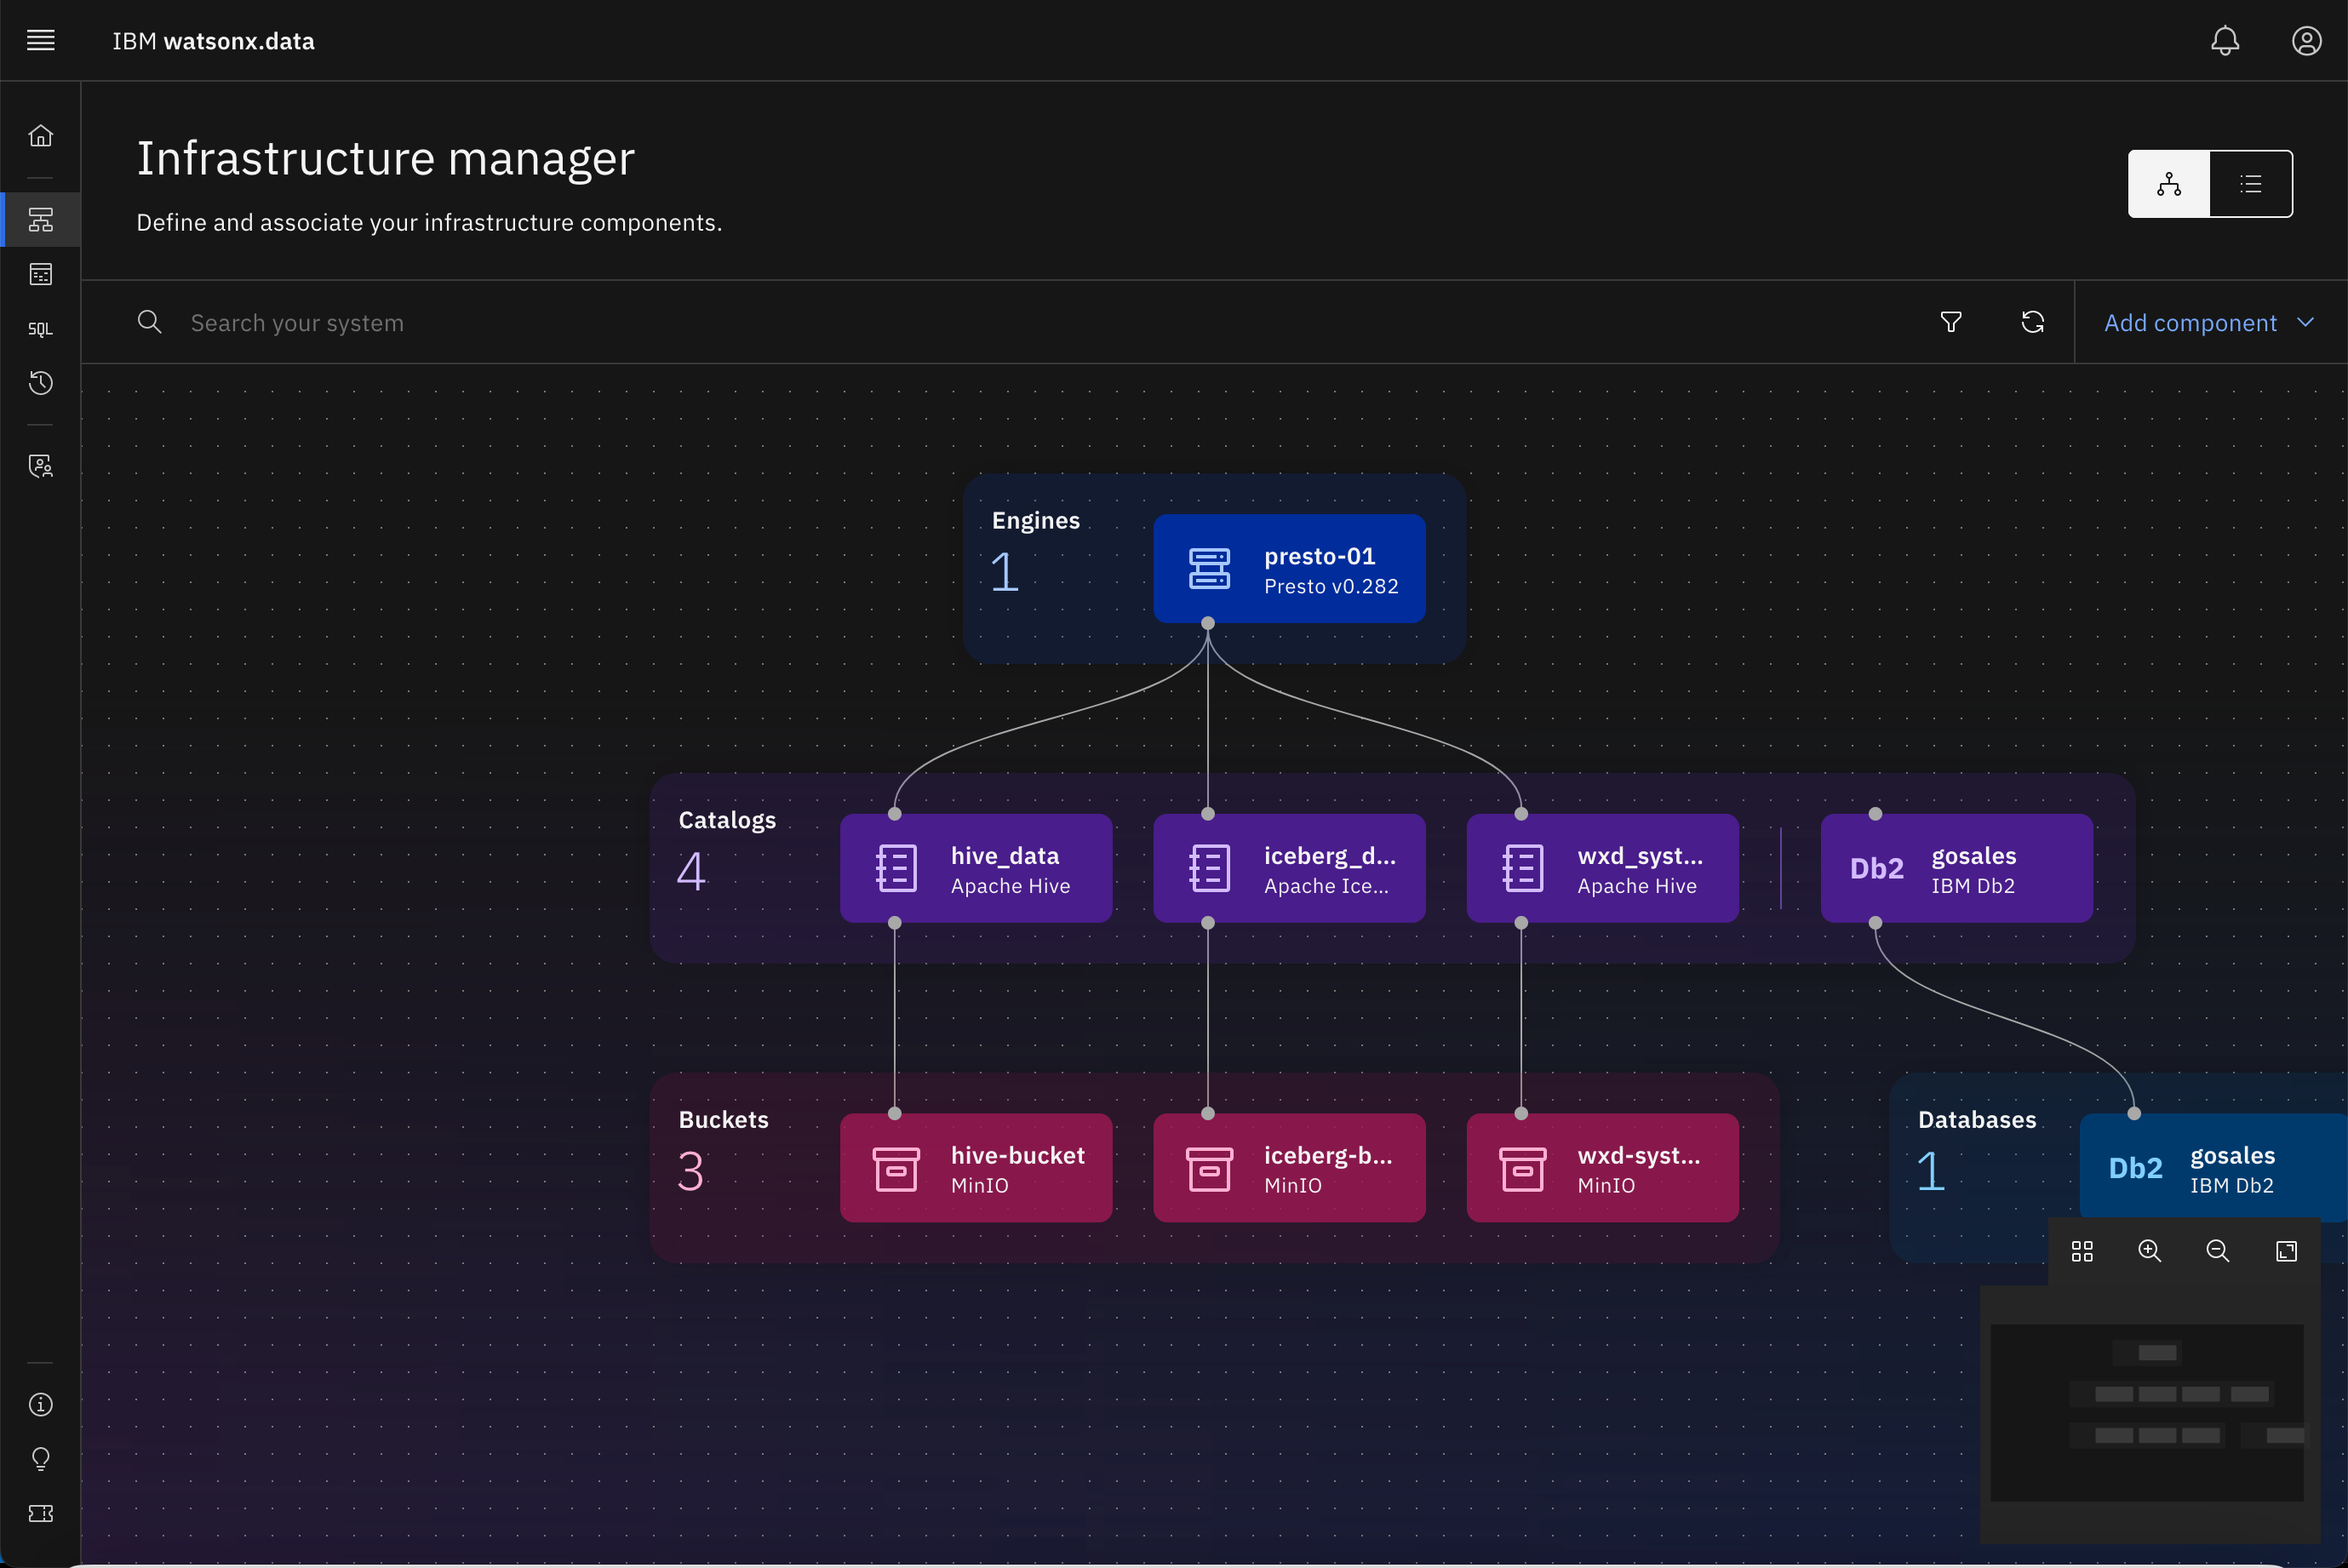 IBM watsonx.data
Infrastructure manager
Define and associate your infrastructure components.
SQL
Search your system
Add component
Engines
1
presto-01
Presto v0.282
Catalogs
4
hive_data
Apache Hive
iceberg_d...
Apache Ice...
wxd_syst...
Apache Hive
Db2
gosales
IBM Db2
Buckets
3
hive-bucket
MinIO
iceberg-b...
MinIO
wxd-syst...
MinIO
Databases
1
Db2
gosales
IBM Db2